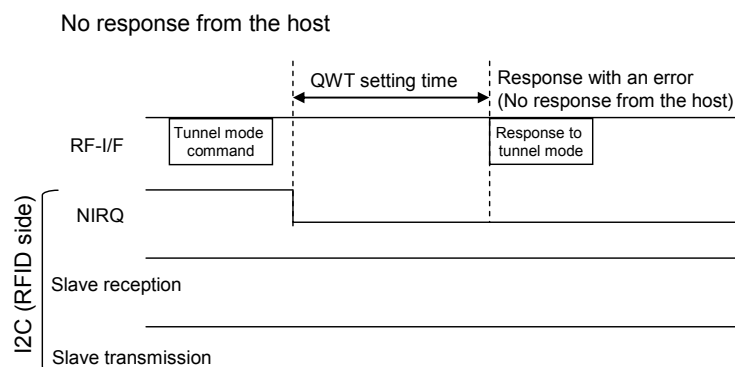 No response from the host
QWT setting time
Response with an error
(No response from the host)
RF-I/F
Tunnel mode
command
Response to
tunnel mode
I2C (RFID side)
NIRQ
Slave reception
Slave transmission